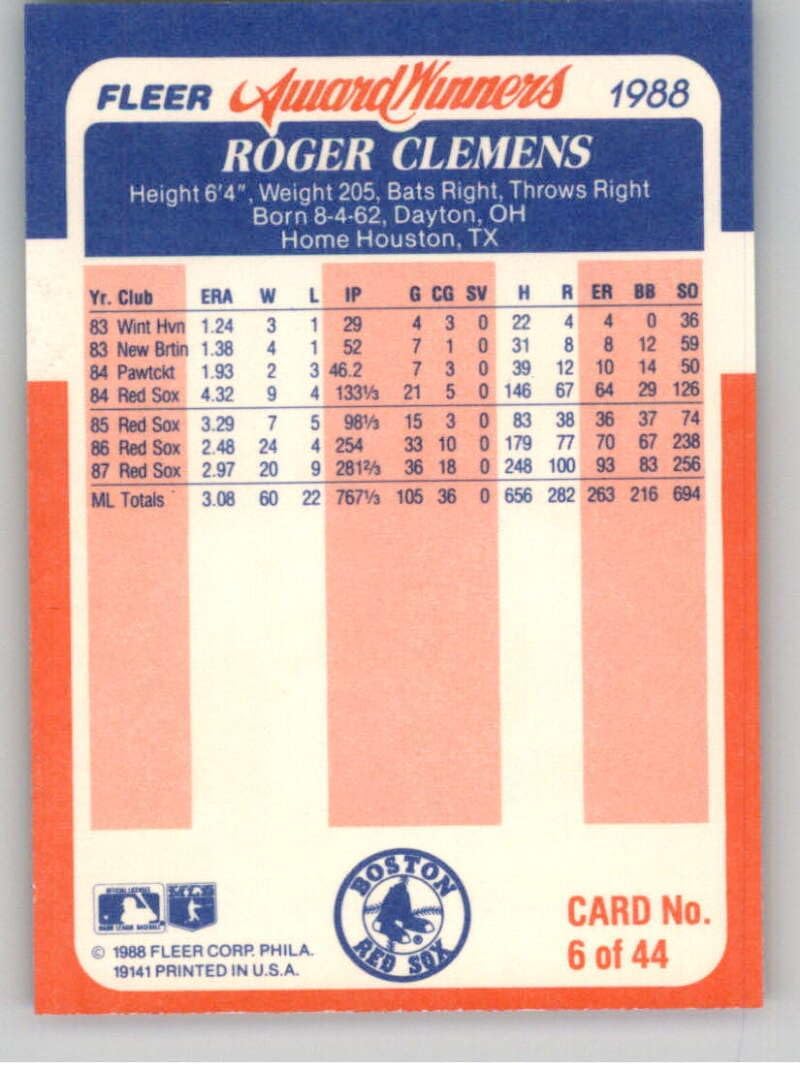 FLEER Award Winners 1988
ROGER CLEMENS
Height 6'4", Weight 205, Bats Right, Throws Right
Born 8-4-62, Dayton, OH
Home Houston, TX
Yr. Club ERA W L IP G CG SV H R ER BB SO
83 Wint Hvn 1.24 3 1 29 4 3 0 22 4 4 0 36
83 New Brtin 1.38 4 1 52 7 1 0 31 8 8 12 59
84 Pawtckt 1.93 2 3 46.2 7 3 0 39 12 10 14 50
84 Red Sox 4.32 9 4 133⅓ 21 5 0 146 67 64 29 126
85 Red Sox 3.29 7 5 98⅓ 15 3 0 83 38 36 37 74
86 Red Sox 2.48 24 4 254 33 10 0 179 77 70 67 238
87 Red Sox 2.97 20 9 281⅔ 36 18 0 248 100 93 83 256
ML Totals 3.08 60 22 767⅓ 105 36 0 656 282 263 216 694
BOSTON
RED SOX
®
OFFICIAL LICENSEE
MAJOR LEAGUE BASEBALL
© 1988 FLEER CORP. PHILA.
19141 PRINTED IN U.S.A.
CARD No.
6 of 44